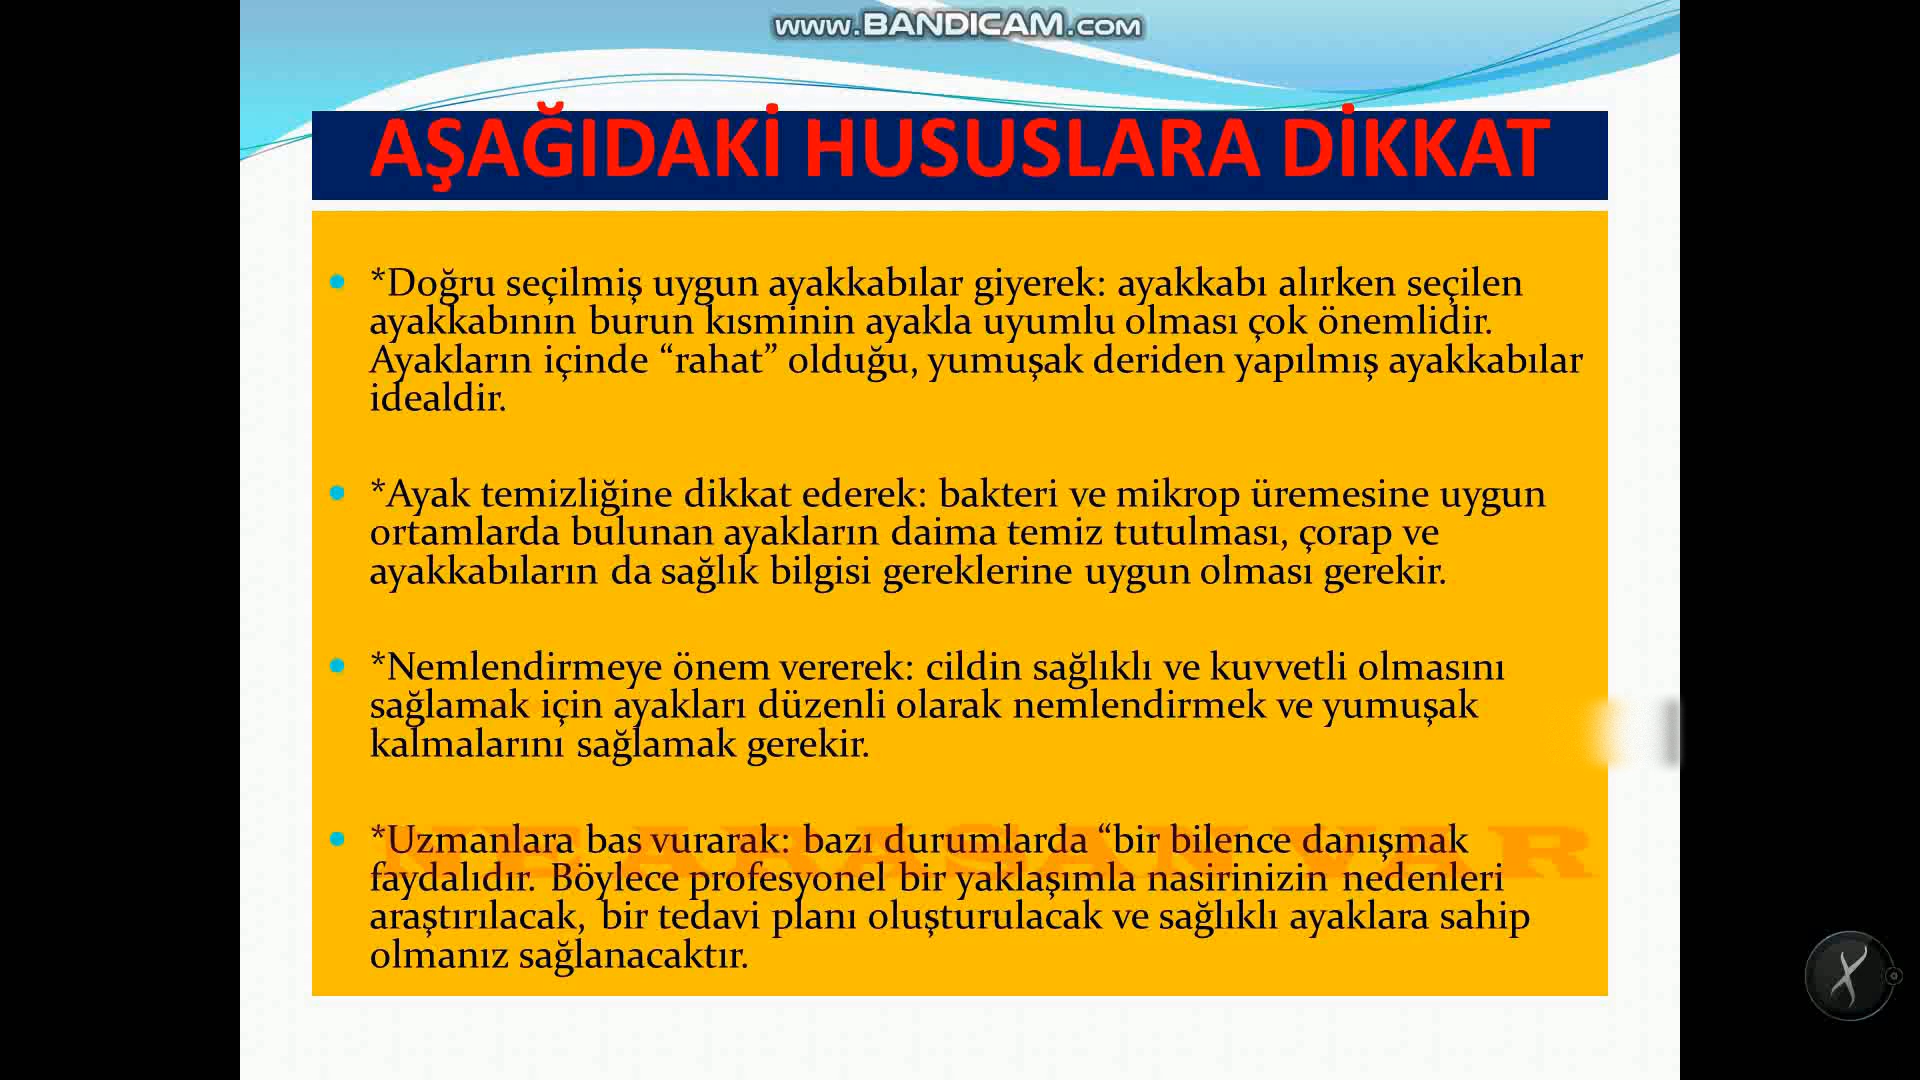 www.BANDICAM.com
AŞAĞIDAKİ HUSUSLARA DİKKAT
*Doğru seçilmiş uygun ayakkabılar giyerek: ayakkabı alırken seçilen
ayakkabının burun kısminin ayakla uyumlu olması çok önemlidir.
Ayakların içinde “rahat” olduğu, yumuşak deriden yapılmış ayakkabılar
idealdir.
*Ayak temizliğine dikkat ederek: bakteri ve mikrop üremesine uygun
ortamlarda bulunan ayakların daima temiz tutulması, çorap ve
ayakkabıların da sağlık bilgisi gereklerine uygun olması gerekir.
*Nemlendirmeye önem vererek: cildin sağlıklı ve kuvvetli olmasını
sağlamak için ayakları düzenli olarak nemlendirmek ve yumuşak
kalmalarını sağlamak gerekir.
*Uzmanlara bas vurarak: bazı durumlarda “bir bilence danışmak
faydalıdır. Böylece profesyonel bir yaklaşımla nasirinizin nedenleri
araştırılacak, bir tedavi planı oluşturulacak ve sağlıklı ayaklara sahip
olmanız sağlanacaktır.
NE ARASAN VAR